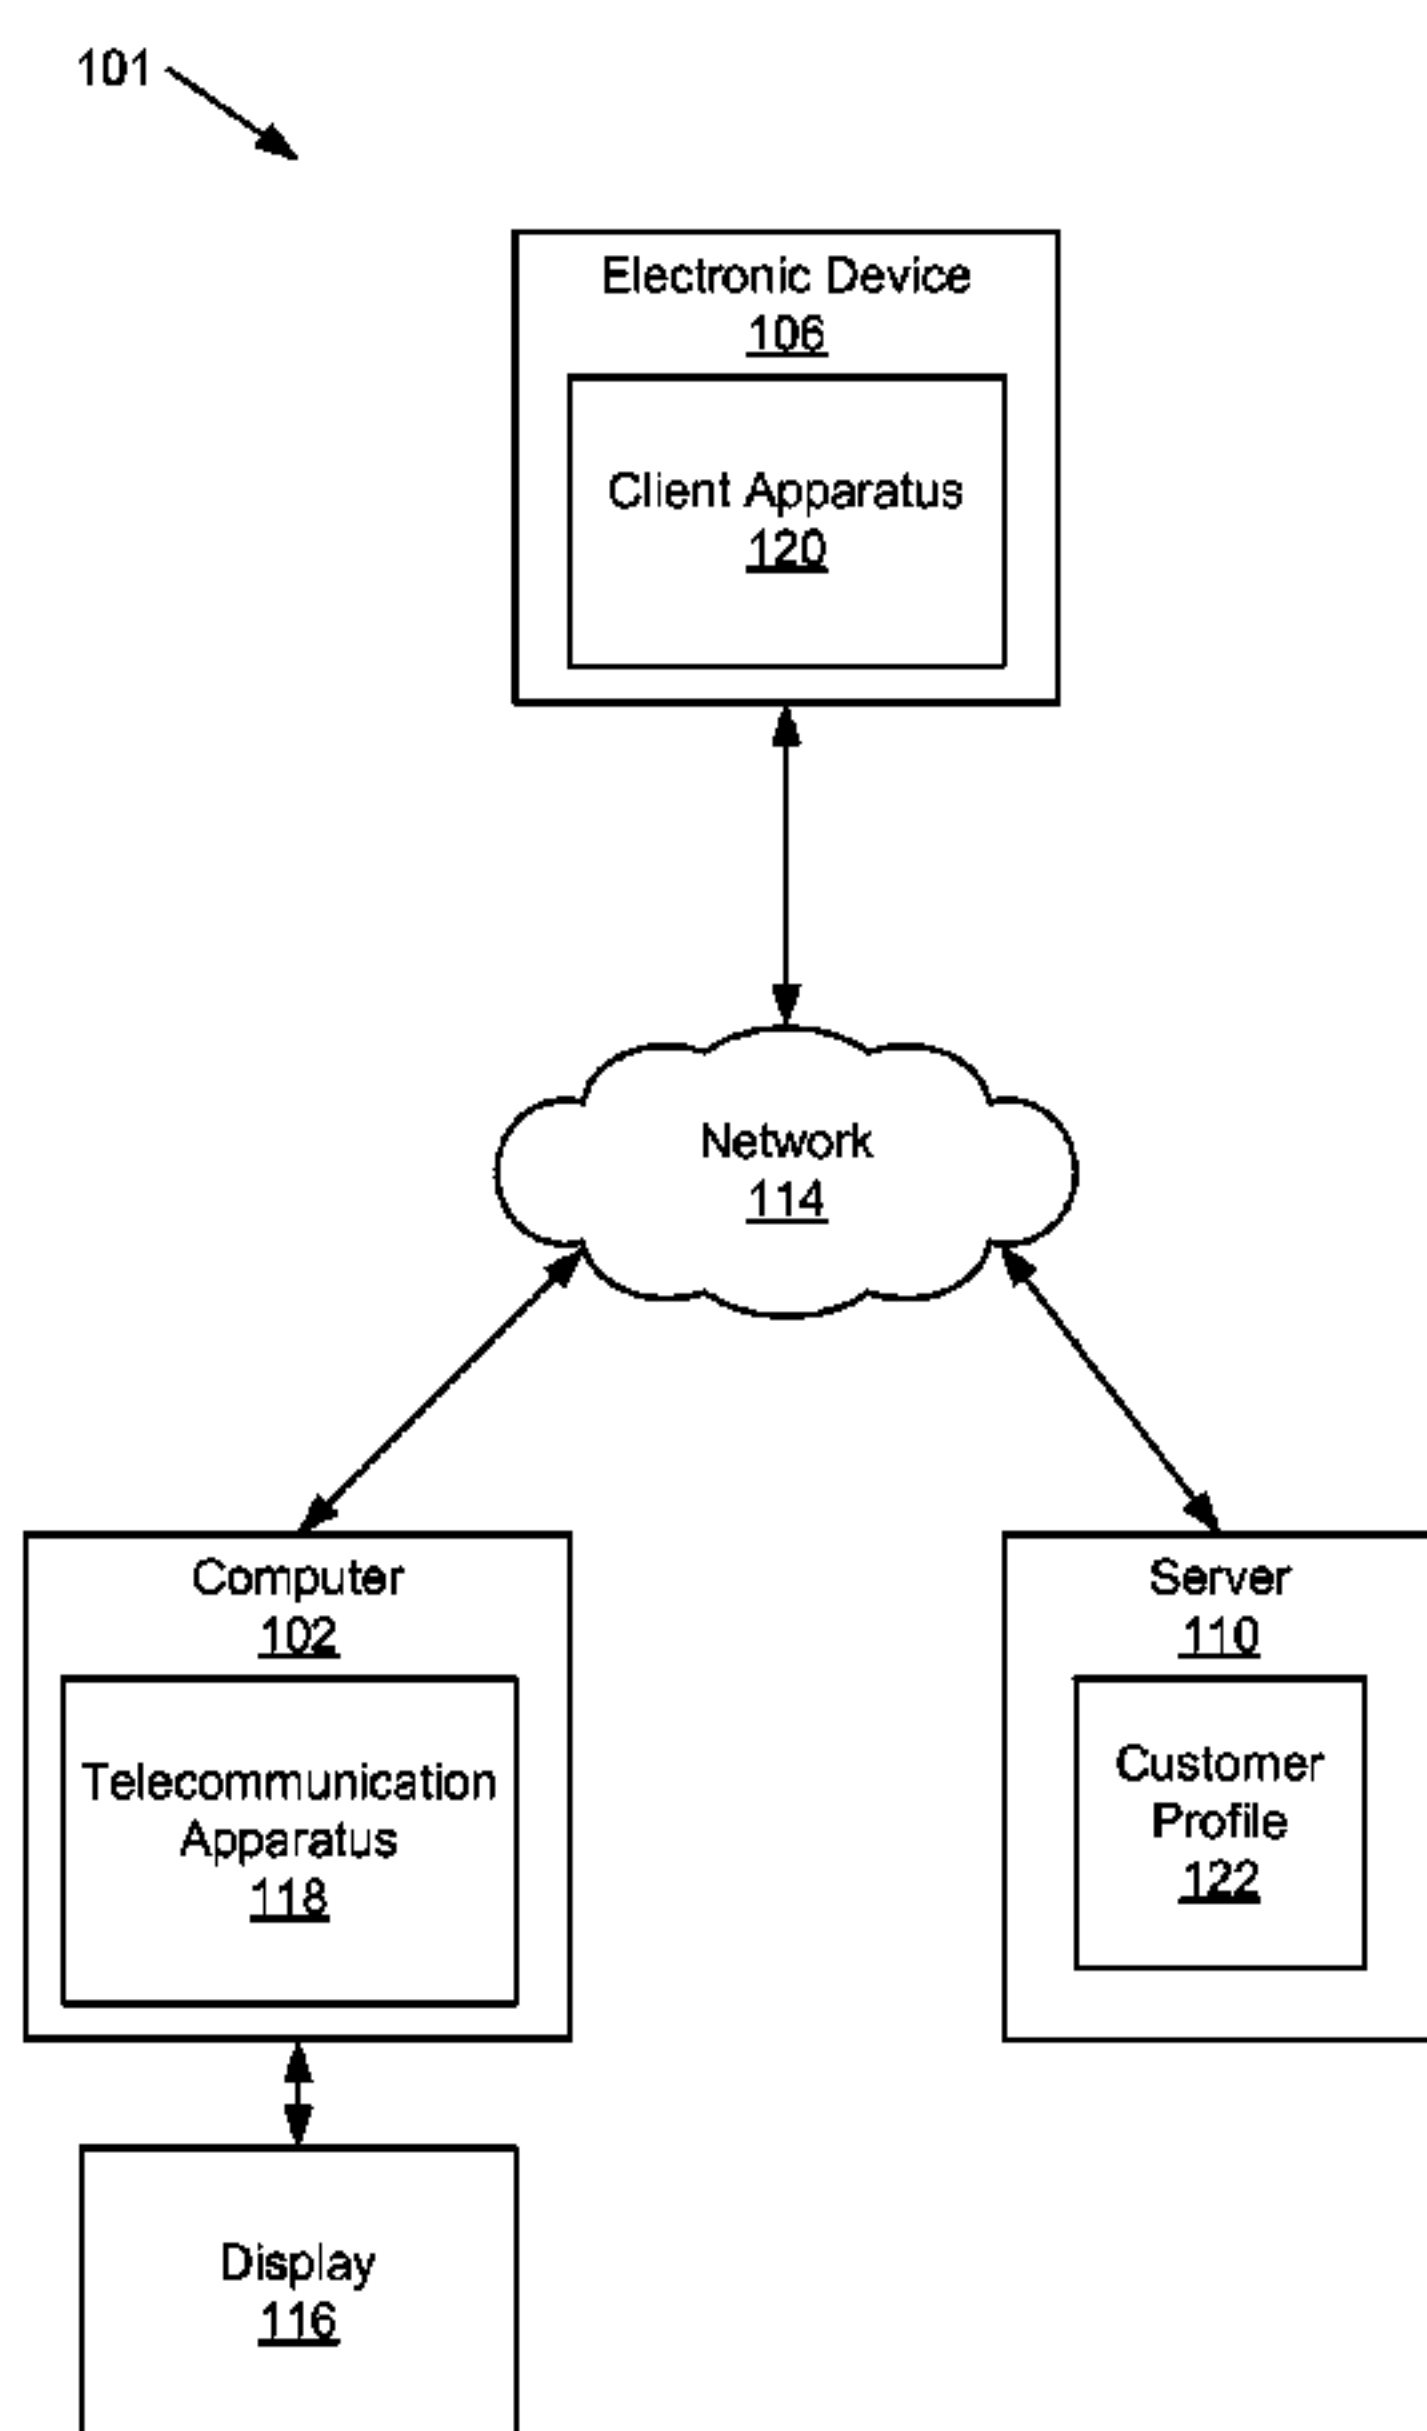 101
Electronic Device
106
Client Apparatus
120
Network
114
Computer
102
Telecommunication
Apparatus
118
Server
110
Customer
Profile
122
Display
116